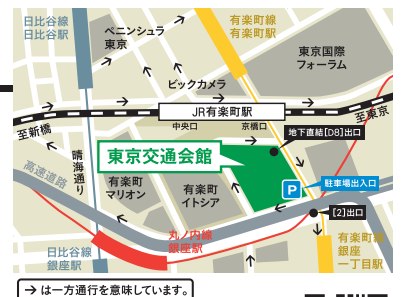 日比谷線
日比谷駅
ペニンシュラ
東京
有楽町線
有楽町駅
東京国際
フォーラム
ビックカメラ
JR有楽町駅
至東京
中央口
京橋口
至新橋
地下直結[D8]出口
晴海通り
東京交通会館
高速道路
有楽町
マリオン
有楽町
イトシア
P
駐車場出入口
[2]出口
丸ノ内線
銀座駅
日比谷線
銀座駅
有楽町線
銀座
一丁目駅
→ は一方通行を意味しています。